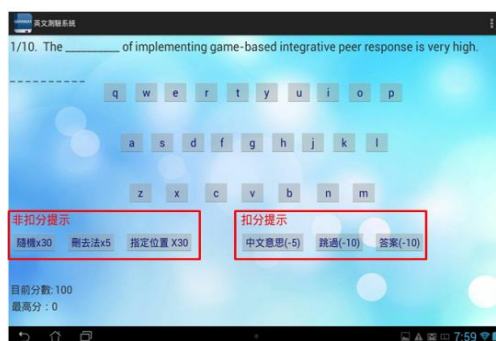 英文測驗系統
1/10. The __________ of implementing game-based integrative peer response is very high.
_ _ _ _ _ _ _ _ _ _ _
q w e r t y u i o p
a s d f g h j k l
z x c v b n m
非扣分提示 扣分提示
隨機x30 刪去法x5 指定位置 X30 中文意思(-5) 跳過(-10) 答案(-10)
目前分數: 100
最高分：0
7:59